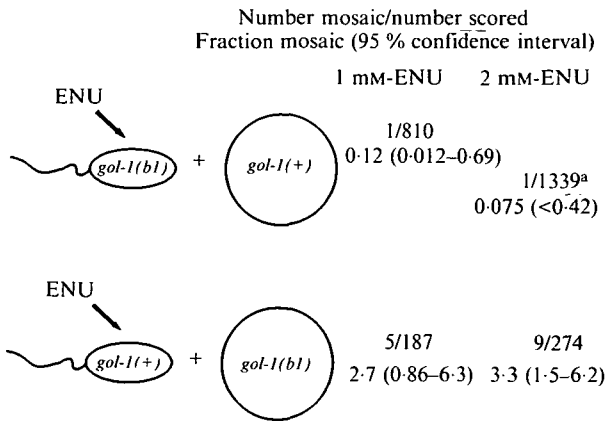 Number mosaic/number scored
Fraction mosaic (95 % confidence interval)
1 mM-ENU 2 mM-ENU
ENU
gol-1(b1) + gol-1(+)
1/810
0·12 (0·012–0·69)
1/1339ᵃ
0·075 (<0·42)
ENU
gol-1(+) + gol-1(b1)
5/187 9/274
2·7 (0·86–6·3) 3·3 (1·5–6·2)